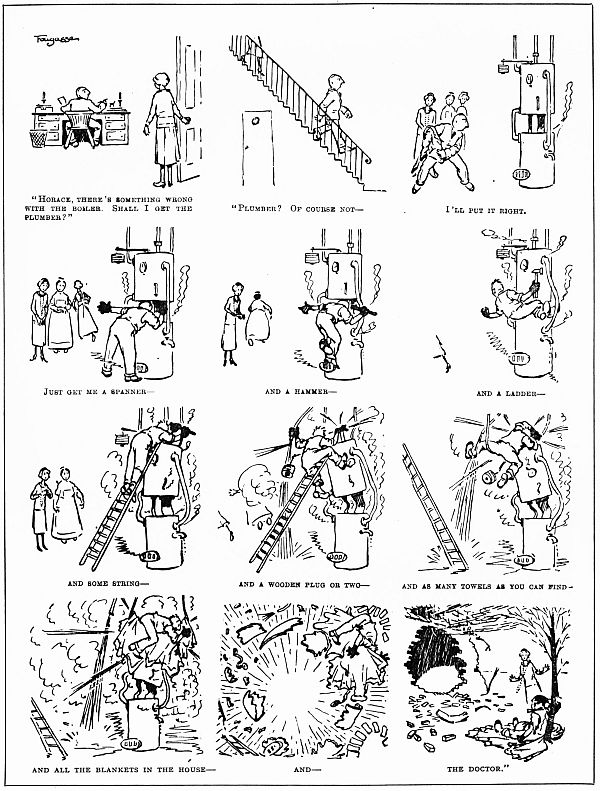 Fougasse
"HORACE, THERE'S SOMETHING WRONG
WITH THE BOILER. SHALL I GET THE
PLUMBER?"
"PLUMBER? OF COURSE NOT—
I'LL PUT IT RIGHT.
JUST GET ME A SPANNER—
AND A HAMMER—
AND A LADDER—
AND SOME STRING—
AND A WOODEN PLUG OR TWO—
AND AS MANY TOWELS AS YOU CAN FIND—
AND ALL THE BLANKETS IN THE HOUSE—
AND—
THE DOCTOR."